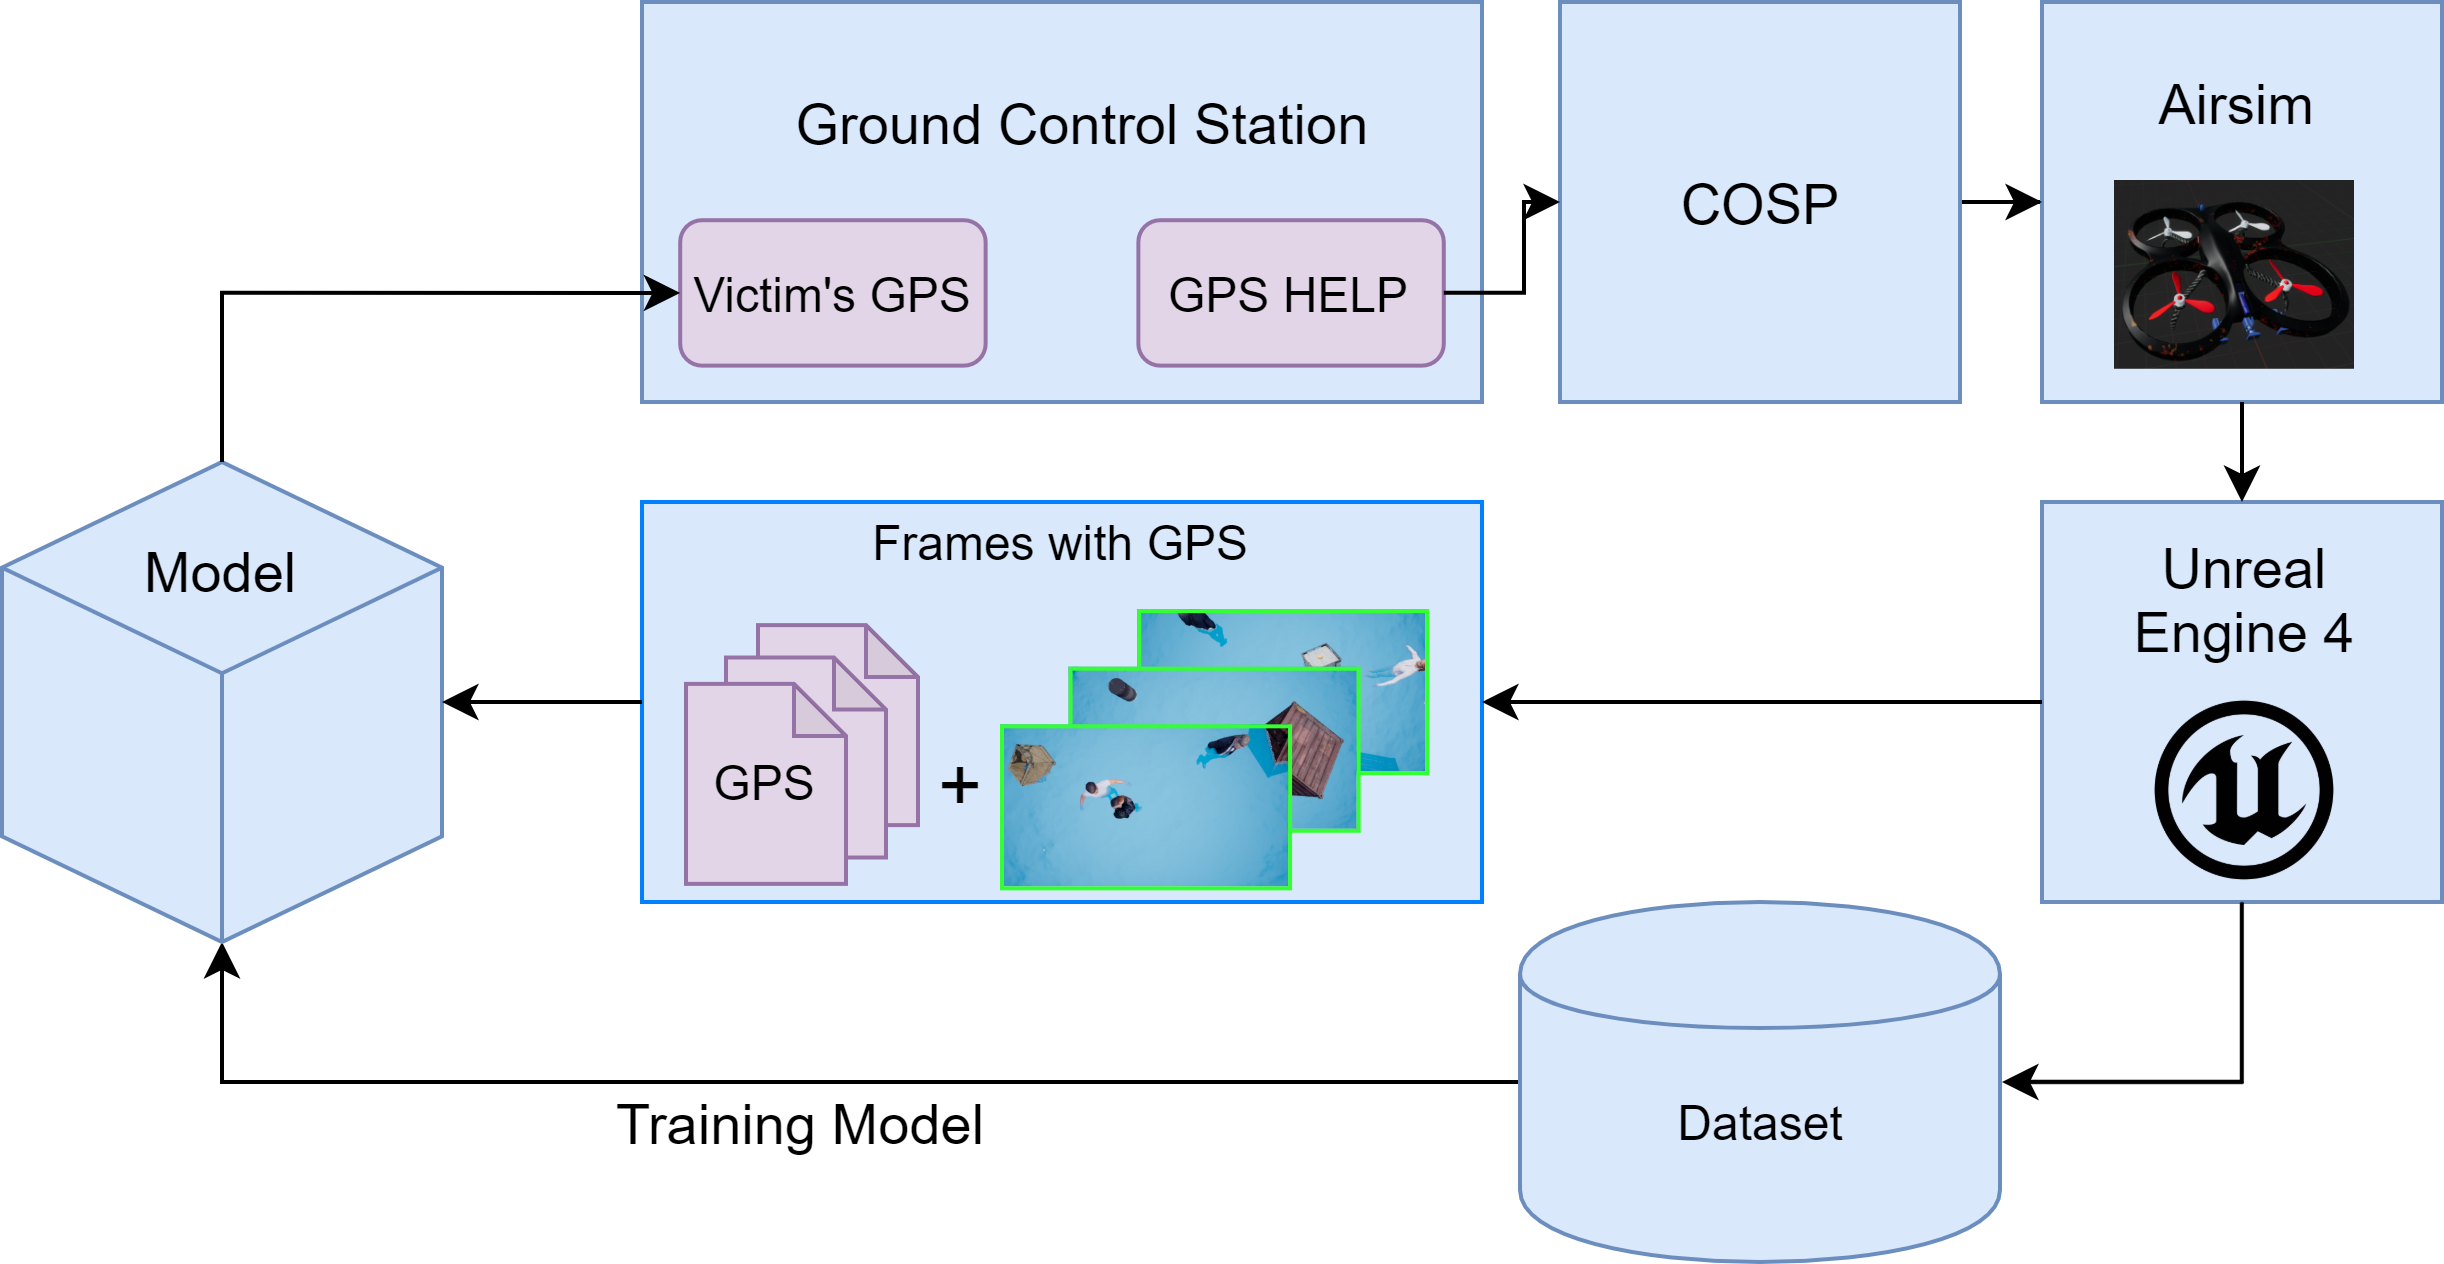 Ground Control Station
Victim's GPS
GPS HELP
COSP
Airsim
Model
Frames with GPS
GPS
+
Unreal
Engine 4
Training Model
Dataset